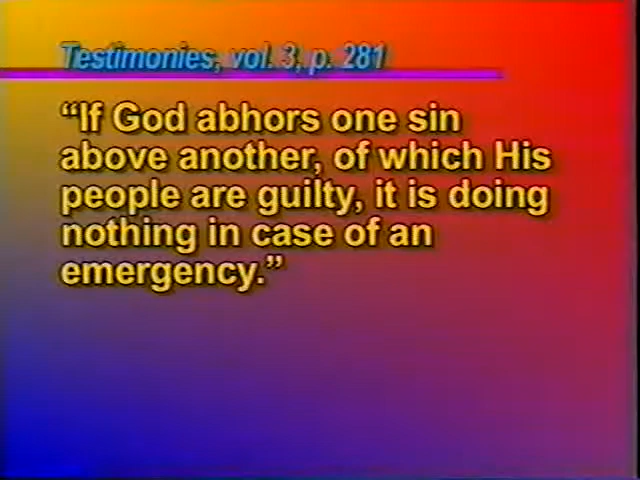 Testimonies, vol. 3, p. 281
“If God abhors one sin
above another, of which His
people are guilty, it is doing
nothing in case of an
emergency.”